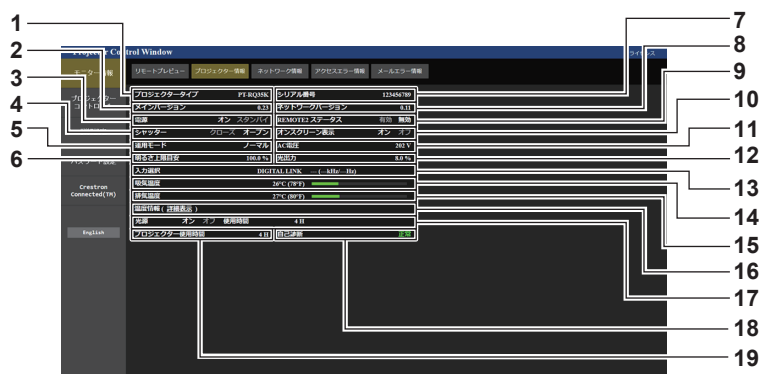 1
2
3
4
5
6
7
8
9
10
11
12
13
14
15
16
17
18
19
Control Window
リモートプレビュー プロジェクター情報 ネットワーク情報 アクセスエラー情報 メールエラー情報
プロジェクタータイプ PT-RQ35K シリアル番号 123456789
メインバージョン 0.23 ネットワークバージョン 0.11
電源 オン スタンバイ REMOTE2 ステータス 有効 無効
シャッター クローズ オープン オンスクリーン表示 オン オフ
運用モード ノーマル AC電圧 202 V
明るさ上限目安 100.0 % 光出力 8.0 %
入力選択 DIGITAL LINK --- (---kHz/---Hz)
吸気温度 26°C (78°F)
排気温度 27°C (80°F)
温度情報 ( 詳細表示 )
光源 オン オフ 使用時間 4 H
プロジェクター使用時間 4 H 自己診断 正常
Crestron
Connected(TM)
English